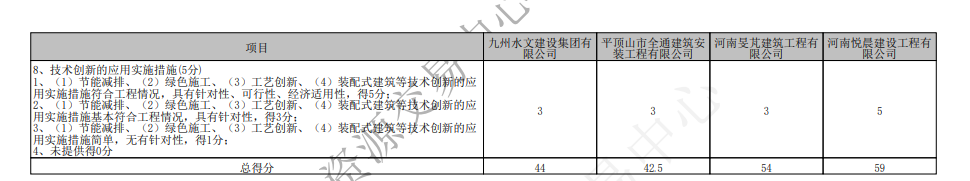 项目
九州水文建设集团有
限公司
平顶山市全通建筑安
装工程有限公司
河南旻芃建筑工程有
限公司
河南悦晨建设工程有
限公司
8、技术创新的应用实施措施(5分)
1、（1）节能减排、（2）绿色施工、（3）工艺创新、（4）装配式建筑等技术创新的应
用实施措施符合工程情况，具有针对性、可行性、经济适用性，得5分；
2、（1）节能减排、（2）绿色施工、（3）工艺创新、（4）装配式建筑等技术创新的应
用实施措施基本符合工程情况，具有针对性，得3分；
3、（1）节能减排、（2）绿色施工、（3）工艺创新、（4）装配式建筑等技术创新的应
用实施措施简单，无有针对性，得1分；
4、未提供得0分
3
3
3
5
总得分
44
42.5
54
59
资源交易中心
易中心